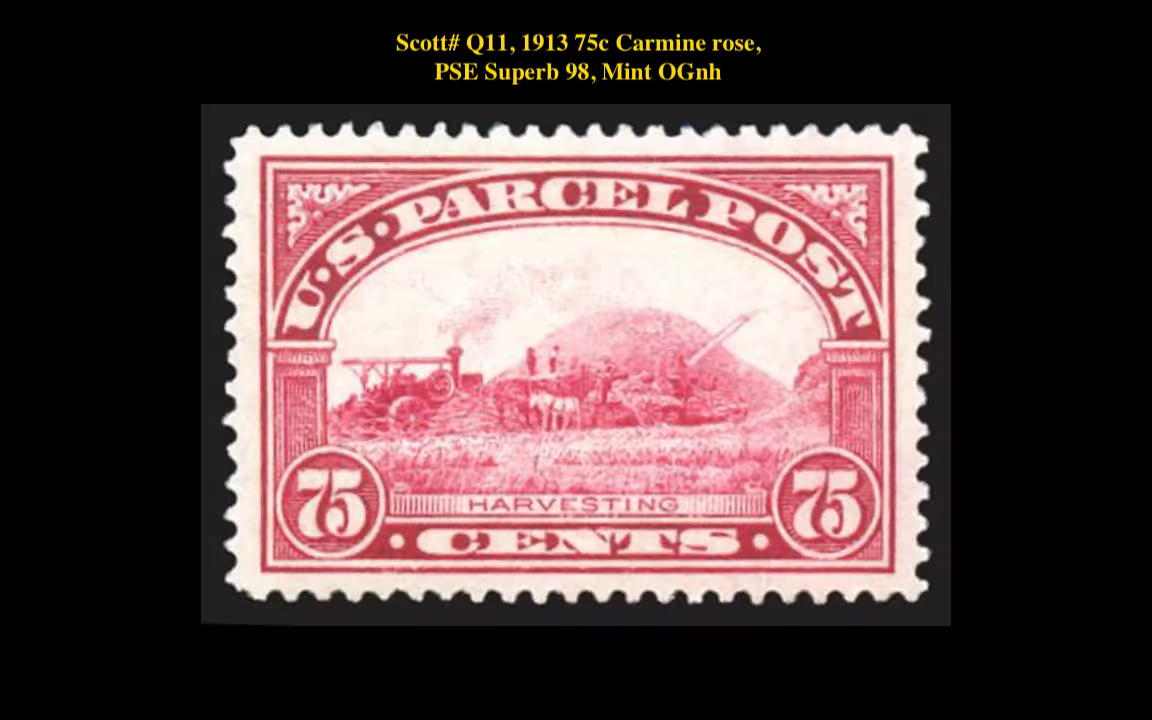 Scott# Q11, 1913 75c Carmine rose,
PSE Superb 98, Mint OGnh
U.S. PARCEL POST
75 HARVESTING 75
· CENTS ·